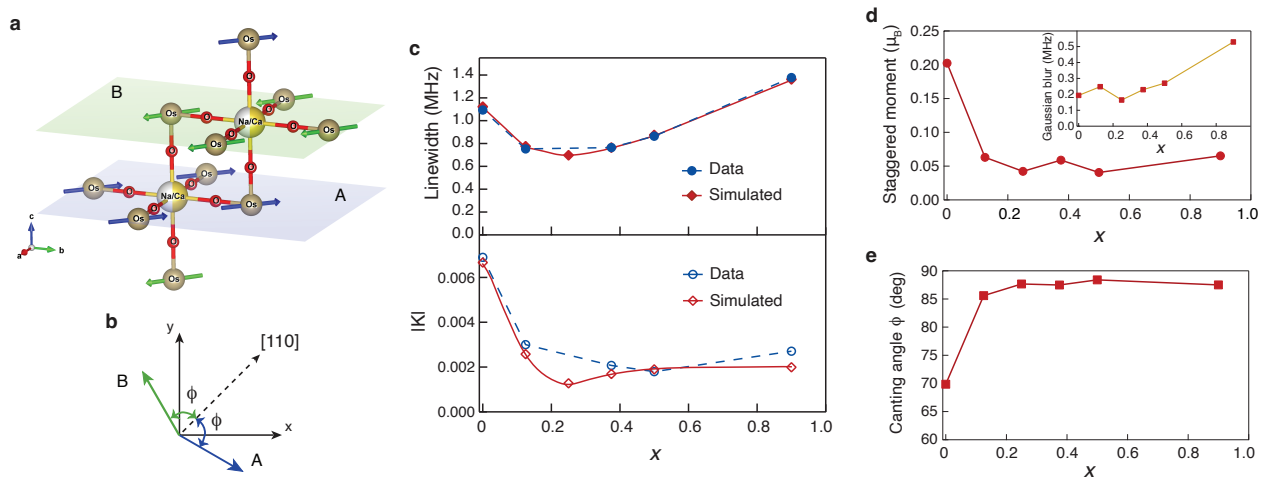 a
Os
B
Os
Os
Na/Ca
Os
Os
Os
Os
Na/Ca
Os
A
Os
Os
O
O
O
O
O
O
O
O
O
O
c
a
b
b
y
[110]
B
ϕ
ϕ
x
A
c
Linewidth (MHz)
1.4
1.2
1.0
0.8
0.6
0.4
0.2
0.0
Data
Simulated
|K|
0.006
0.004
0.002
0.000
Data
Simulated
0
0.2
0.4
0.6
0.8
1.0
x
d
Staggered moment (μB)
0.20
0.15
0.10
0.05
0.00
0
0.2
0.4
0.6
0.8
1.0
x
Gaussian blur (MHz)
0.5
0.4
0.3
0.2
0.1
0.0
0
0.2
0.4
0.6
0.8
x
e
Canting angle ϕ (deg)
90
85
80
75
70
65
60
0
0.2
0.4
0.6
0.8
1.0
x